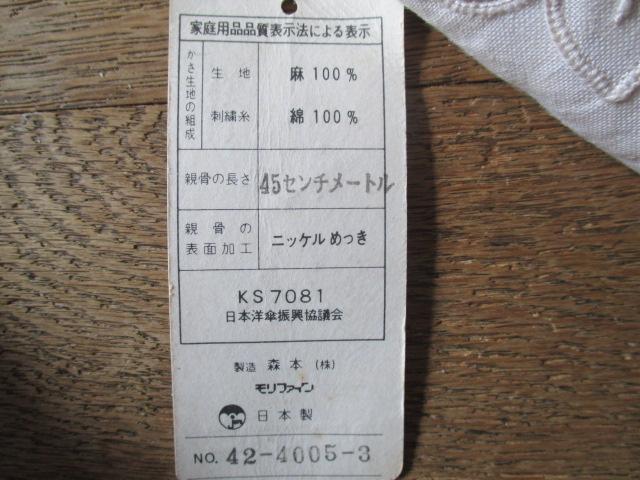 家庭用品品質表示法による表示
かさ生地の組成
生地 麻 100%
刺繍糸 綿 100%
親骨の長さ 45センチメートル
親骨の表面加工 ニッケルめっき
KS7081
日本洋傘振興協議会
製造 森本(株)
モリファイン
日本製
NO. 42-4005-3